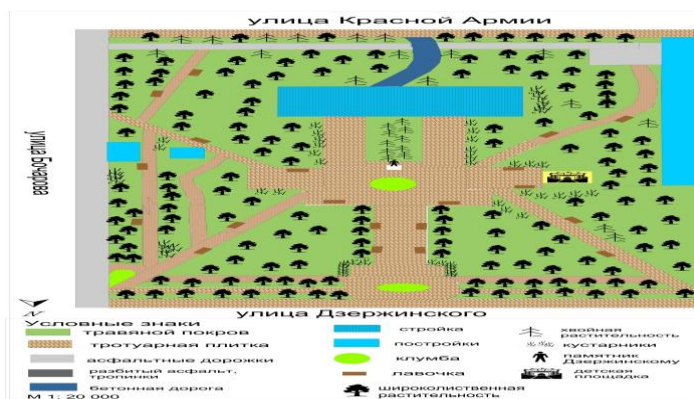 улица Красной Армии
улица Бочарова
улица Дзержинского
N
Условные знаки
травяной покров
тротуарная плитка
асфальтные дорожки
разбитый асфальт, тропинки
бетонная дорога
М 1: 20 000
стройка
постройки
клумба
лавочка
широколиственная растительность
хвойная растительность
кустарники
памятник Дзержинскому
детская площадка